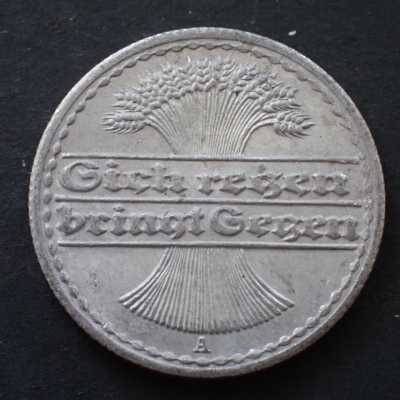 Sich regen
bringt Segen
A